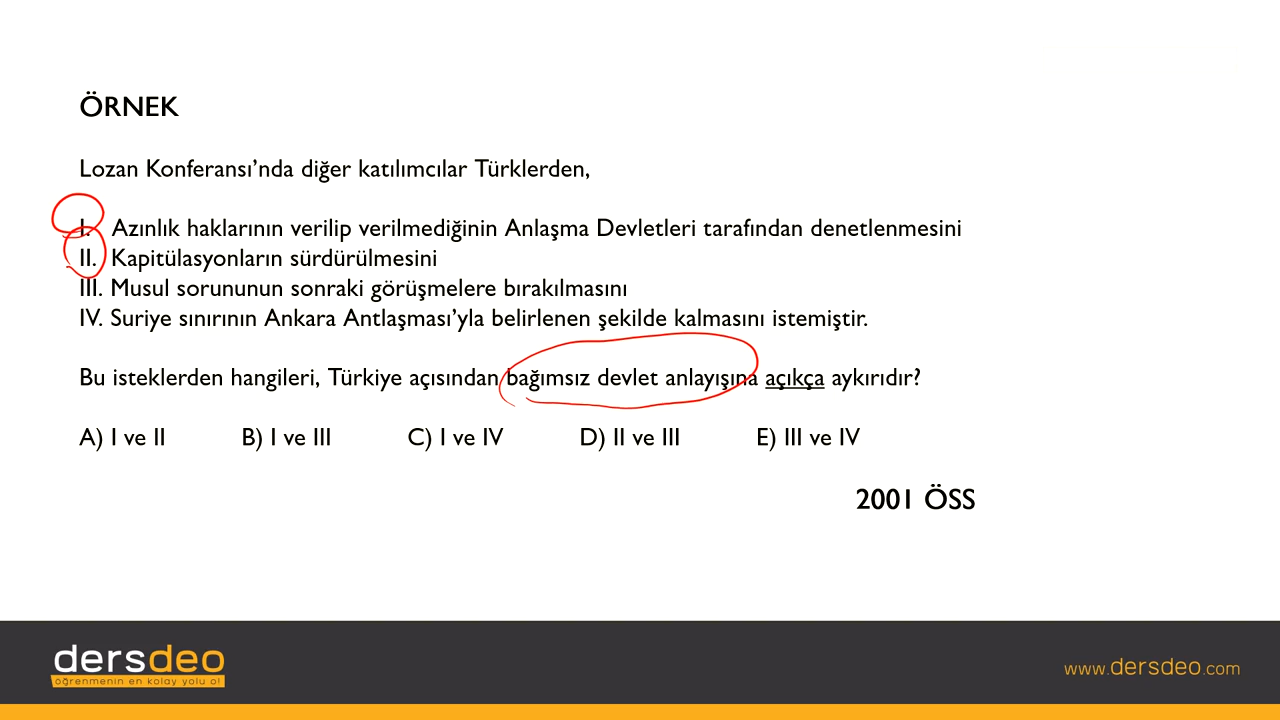 ÖRNEK
Lozan Konferansı’nda diğer katılımcılar Türklerden,
I. Azınlık haklarının verilip verilmediğinin Anlaşma Devletleri tarafından denetlenmesini
II. Kapitülasyonların sürdürülmesini
III. Musul sorununun sonraki görüşmelere bırakılmasını
IV. Suriye sınırının Ankara Antlaşması’yla belirlenen şekilde kalmasını istemiştir.
Bu isteklerden hangileri, Türkiye açısından bağımsız devlet anlayışına açıkça aykırıdır?
A) I ve II B) I ve III C) I ve IV D) II ve III E) III ve IV
2001 ÖSS
dersdeo
öğrenmenin en kolay yolu o!
www.dersdeo.com